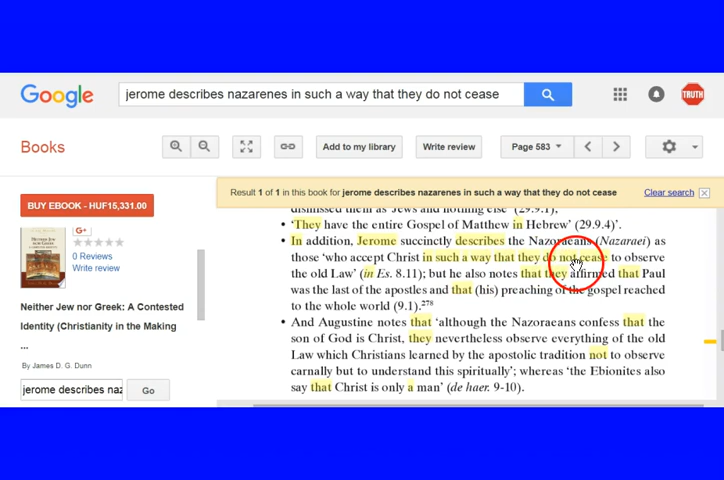 Google
jerome describes nazarenes in such a way that they do not cease
TRUTH
Books
Add to my library
Write review
Page 583
Result 1 of 1 in this book for jerome describes nazarenes in such a way that they do not cease
Clear search
BUY EBOOK - HUF15,331.00
G+
0 Reviews
Write review
Neither Jew nor Greek: A Contested
Identity (Christianity in the Making
...
By James D. G. Dunn
jerome describes naz
Go
dismissed them as Jews and nothing else' (29.9.1);
• 'They have the entire Gospel of Matthew in Hebrew' (29.9.4)'.
• In addition, Jerome succinctly describes the Nazoraeans (Nazaraei) as
those 'who accept Christ in such a way that they do not cease to observe
the old Law' (in Es. 8.11); but he also notes that they affirmed that Paul
was the last of the apostles and that (his) preaching of the gospel reached
to the whole world (9.1).278
• And Augustine notes that 'although the Nazoraeans confess that the
son of God is Christ, they nevertheless observe everything of the old
Law which Christians learned by the apostolic tradition not to observe
carnally but to understand this spiritually'; whereas 'the Ebionites also
say that Christ is only a man' (de haer. 9-10).